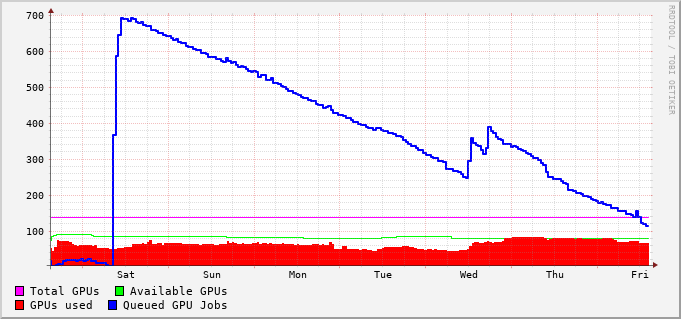 700
600
500
400
300
200
100
Sat Sun Mon Tue Wed Thu Fri
Total GPUs Available GPUs
GPUs used Queued GPU Jobs
RRDTOOL / TOBI OETIKER